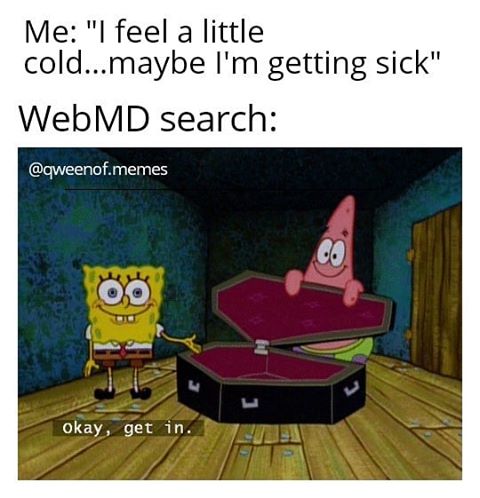 Me: "I feel a little
cold...maybe I'm getting sick"
WebMD search:
@qweenof.memes
Okay, get in.